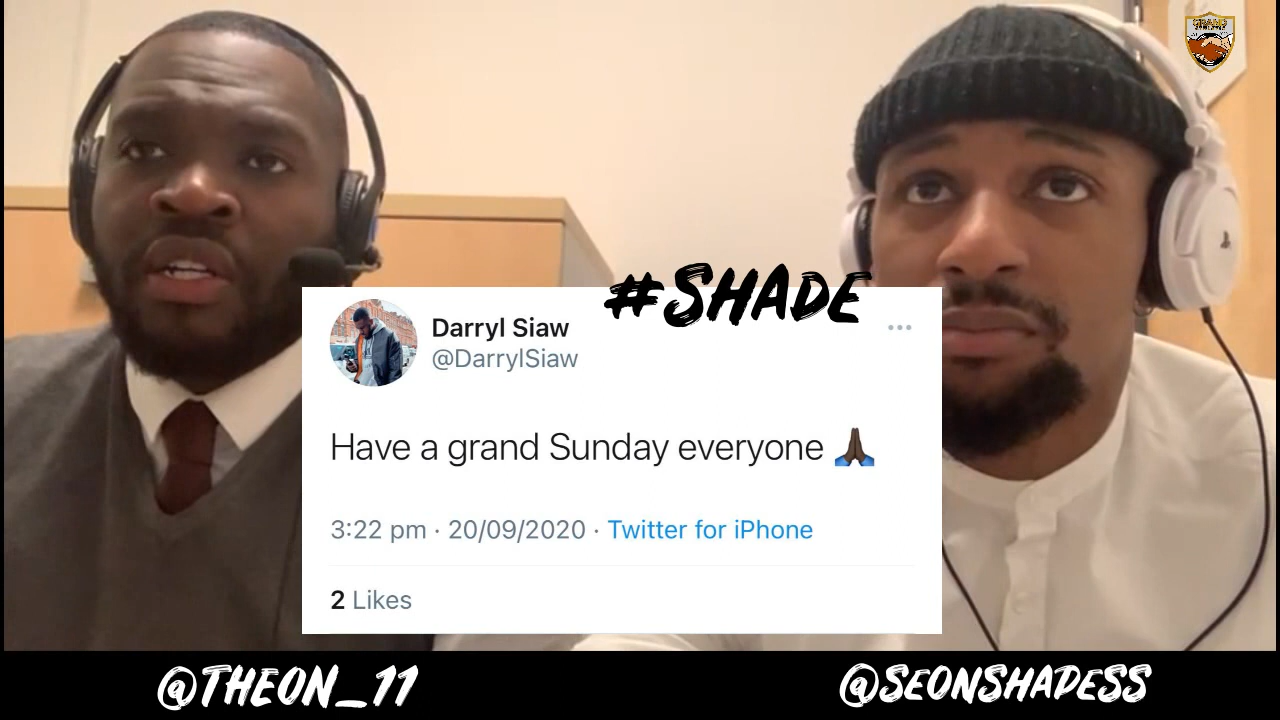 GRAND
#SHADE
Darryl Siaw
@DarrylSiaw
Have a grand Sunday everyone 🙏🏿
3:22 pm · 20/09/2020 · Twitter for iPhone
2 Likes
@THEON_11
@SEONSHADESS